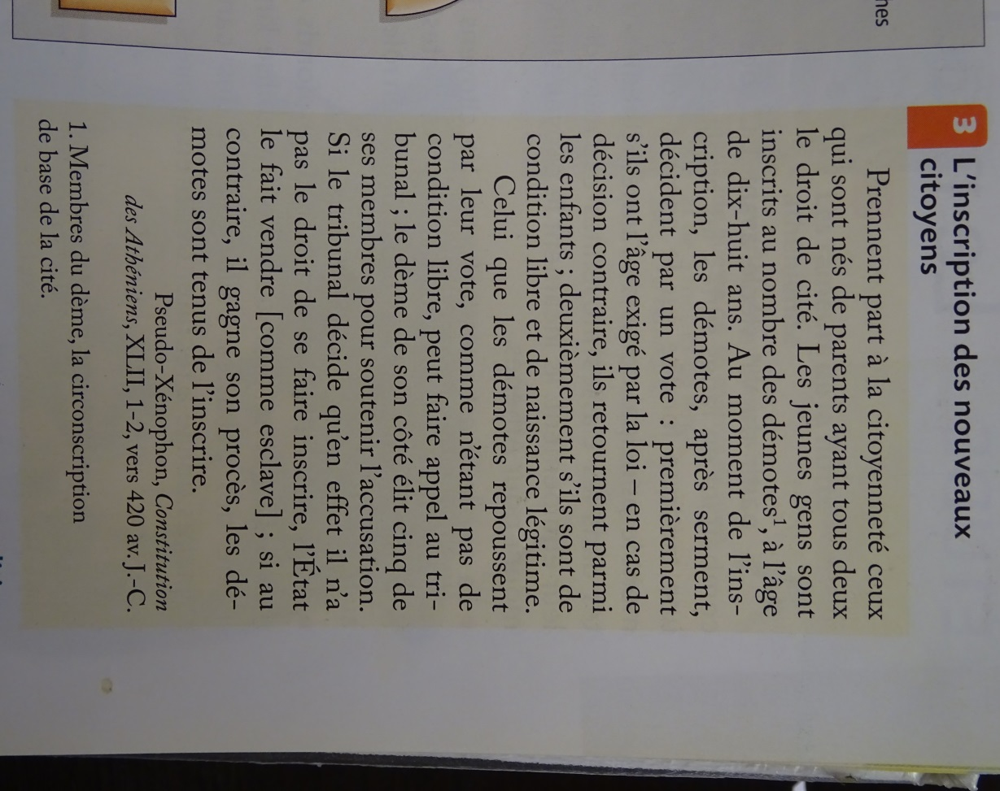 3 L'inscription des nouveaux
citoyens
Prennent part à la citoyenneté ceux
qui sont nés de parents ayant tous deux
le droit de cité. Les jeunes gens sont
inscrits au nombre des démotes¹, à l'âge
de dix-huit ans. Au moment de l'ins-
cription, les démotes, après serment,
décident par un vote : premièrement
s'ils ont l'âge exigé par la loi – en cas de
décision contraire, ils retournent parmi
les enfants ; deuxièmement s'ils sont de
condition libre et de naissance légitime.
Celui que les démotes repoussent
par leur vote, comme n'étant pas de
condition libre, peut faire appel au tri-
bunal ; le dème de son côté élit cinq de
ses membres pour soutenir l'accusation.
Si le tribunal décide qu'en effet il n'a
pas le droit de se faire inscrire, l'État
le fait vendre [comme esclave] ; si au
contraire, il gagne son procès, les dé-
motes sont tenus de l'inscrire.
Pseudo-Xénophon, Constitution
des Athéniens, XLII, 1-2, vers 420 av. J.-C.
1. Membres du dème, la circonscription
de base de la cité.